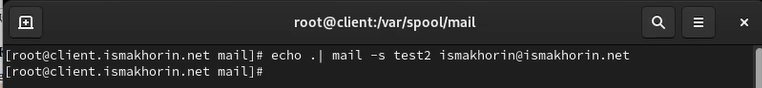 root@client:/var/spool/mail
[root@client.ismakhorin.net mail]# echo .| mail -s test2 ismakhorin@ismakhorin.net
[root@client.ismakhorin.net mail]#